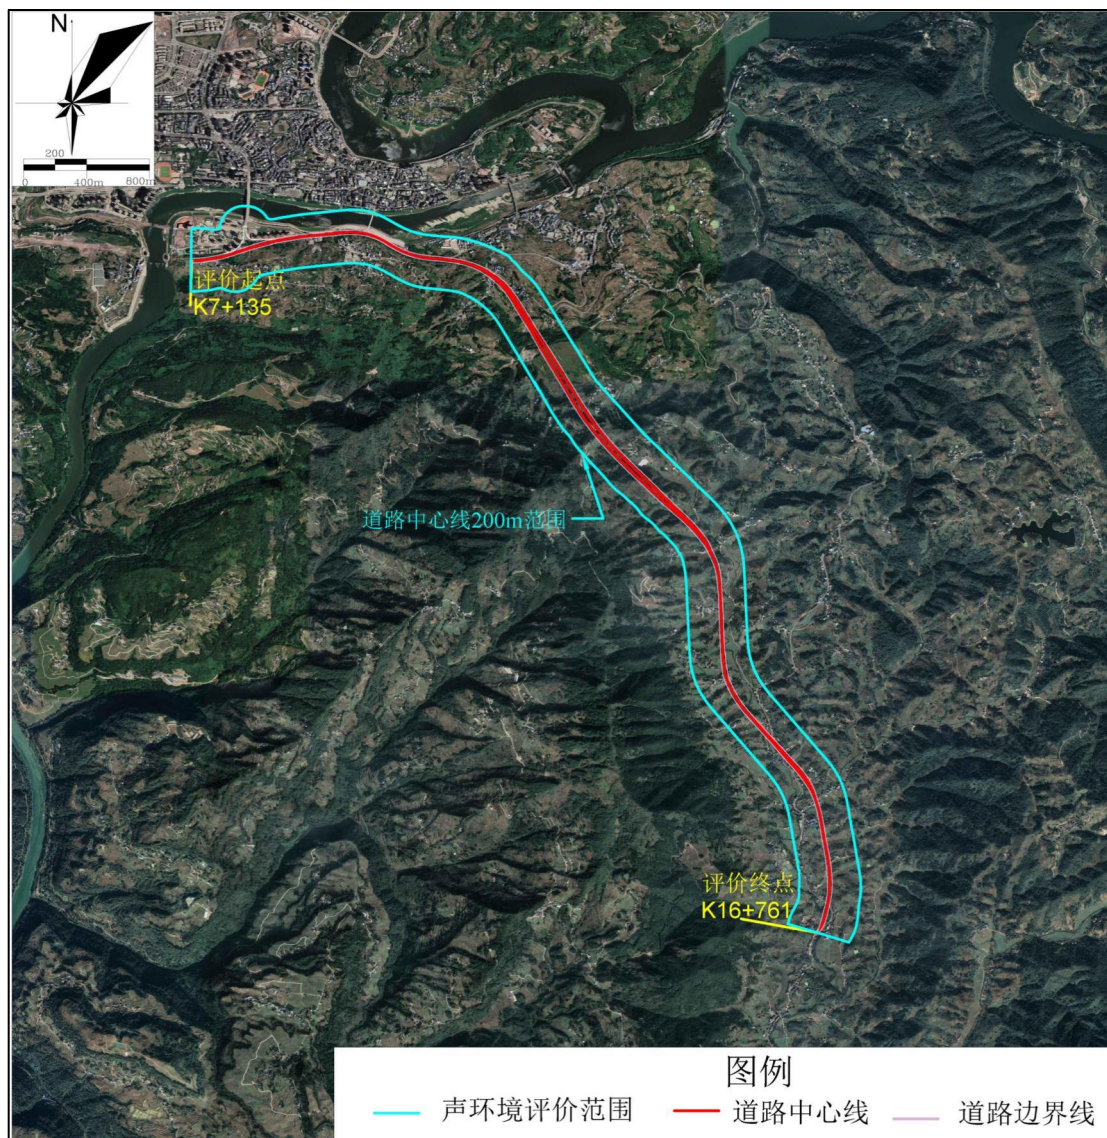 N
200
400m
800m
评价起点
K7+135
道路中心线200m范围
评价终点
K16+761
图例
声环境评价范围
道路中心线
道路边界线